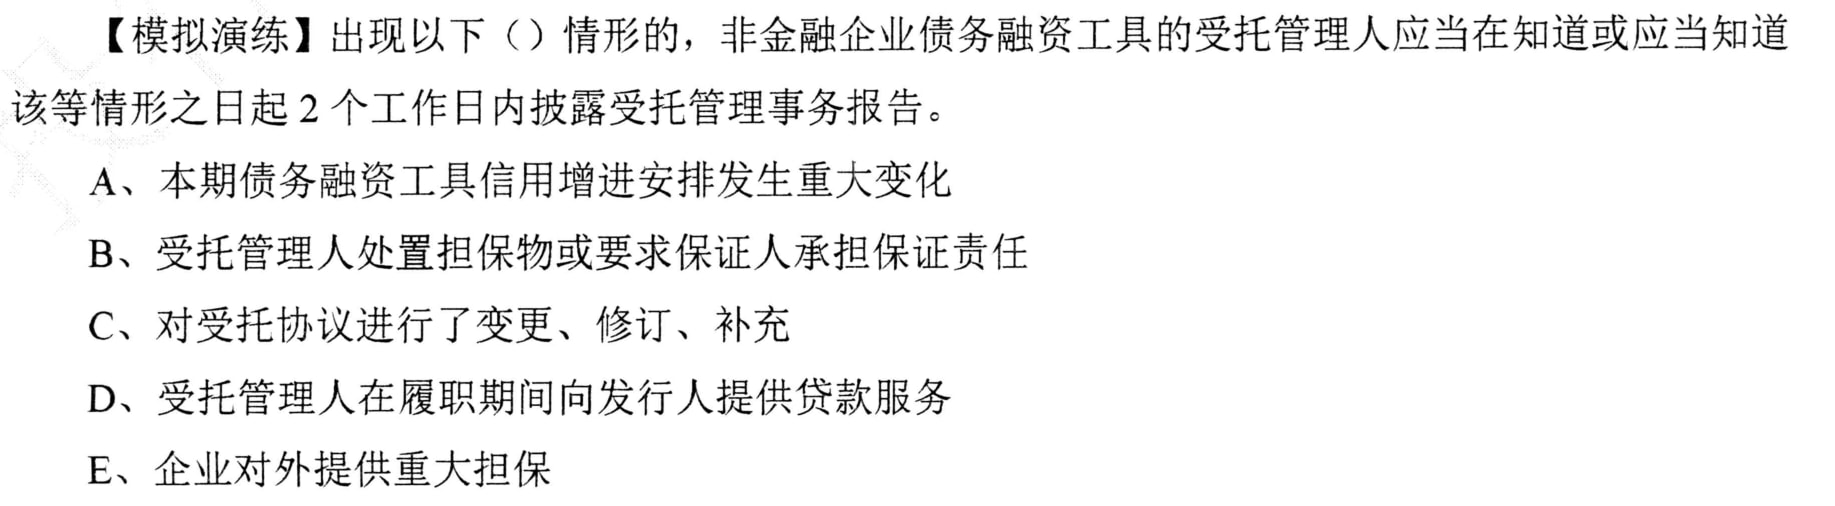 【模拟演练】出现以下（）情形的，非金融企业债务融资工具的受托管理人应当在知道或应当知道
该等情形之日起 2 个工作日内披露受托管理事务报告。
A、本期债务融资工具信用增进安排发生重大变化
B、受托管理人处置担保物或要求保证人承担保证责任
C、对受托协议进行了变更、修订、补充
D、受托管理人在履职期间向发行人提供贷款服务
E、企业对外提供重大担保